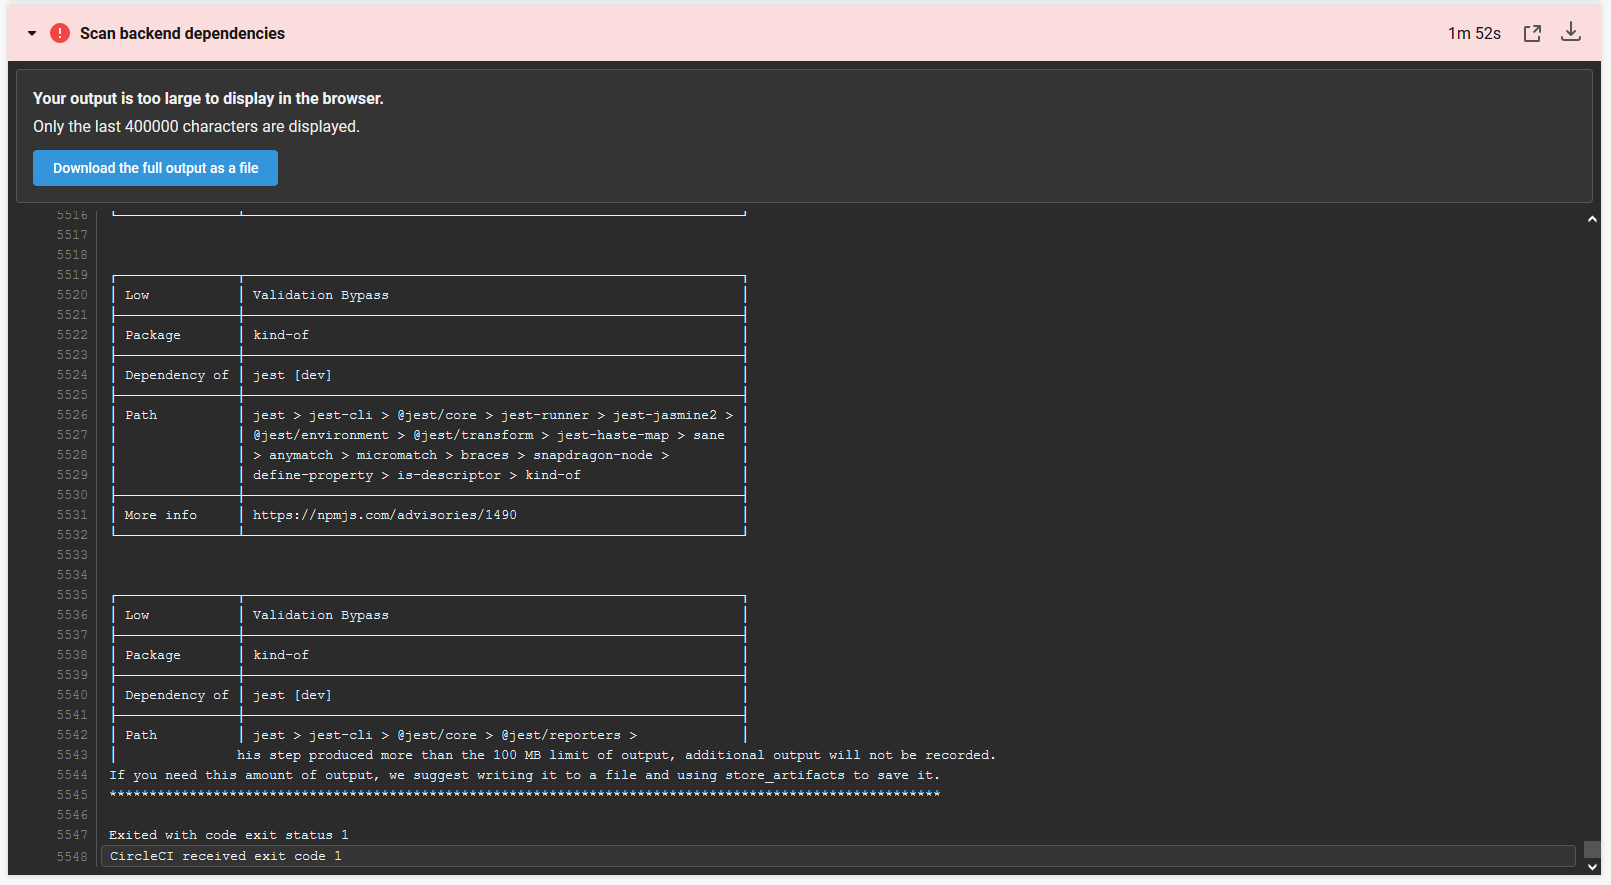 Scan backend dependencies 1m 52s
Your output is too large to display in the browser.
Only the last 400000 characters are displayed.
Download the full output as a file
5516
5517
5518
5519
5520 Low Validation Bypass
5521
5522 Package kind-of
5523
5524 Dependency of jest [dev]
5525
5526 Path jest > jest-cli > @jest/core > jest-runner > jest-jasmine2 >
5527 @jest/environment > @jest/transform > jest-haste-map > sane
5528 > anymatch > micromatch > braces > snapdragon-node >
5529 define-property > is-descriptor > kind-of
5530
5531 More info https://npmjs.com/advisories/1490
5532
5533
5534
5535
5536 Low Validation Bypass
5537
5538 Package kind-of
5539
5540 Dependency of jest [dev]
5541
5542 Path jest > jest-cli > @jest/core > @jest/reporters >
5543 his step produced more than the 100 MB limit of output, additional output will not be recorded.
5544 If you need this amount of output, we suggest writing it to a file and using store_artifacts to save it.
5545 ********************************************************************************************************
5546
5547 Exited with code exit status 1
5548 CircleCI received exit code 1